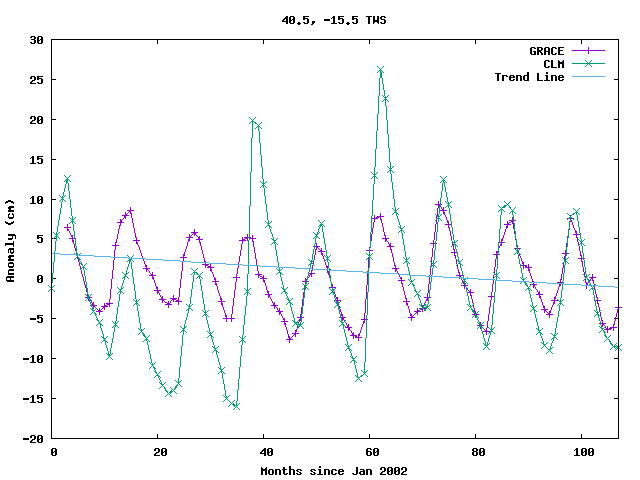 40.5, -15.5 TWS
30
GRACE
25
CLM
Trend Line
20
15
10
5
0
-5
-10
-15
-20
Anomaly (cm)
0 20 40 60 80 100
Months since Jan 2002